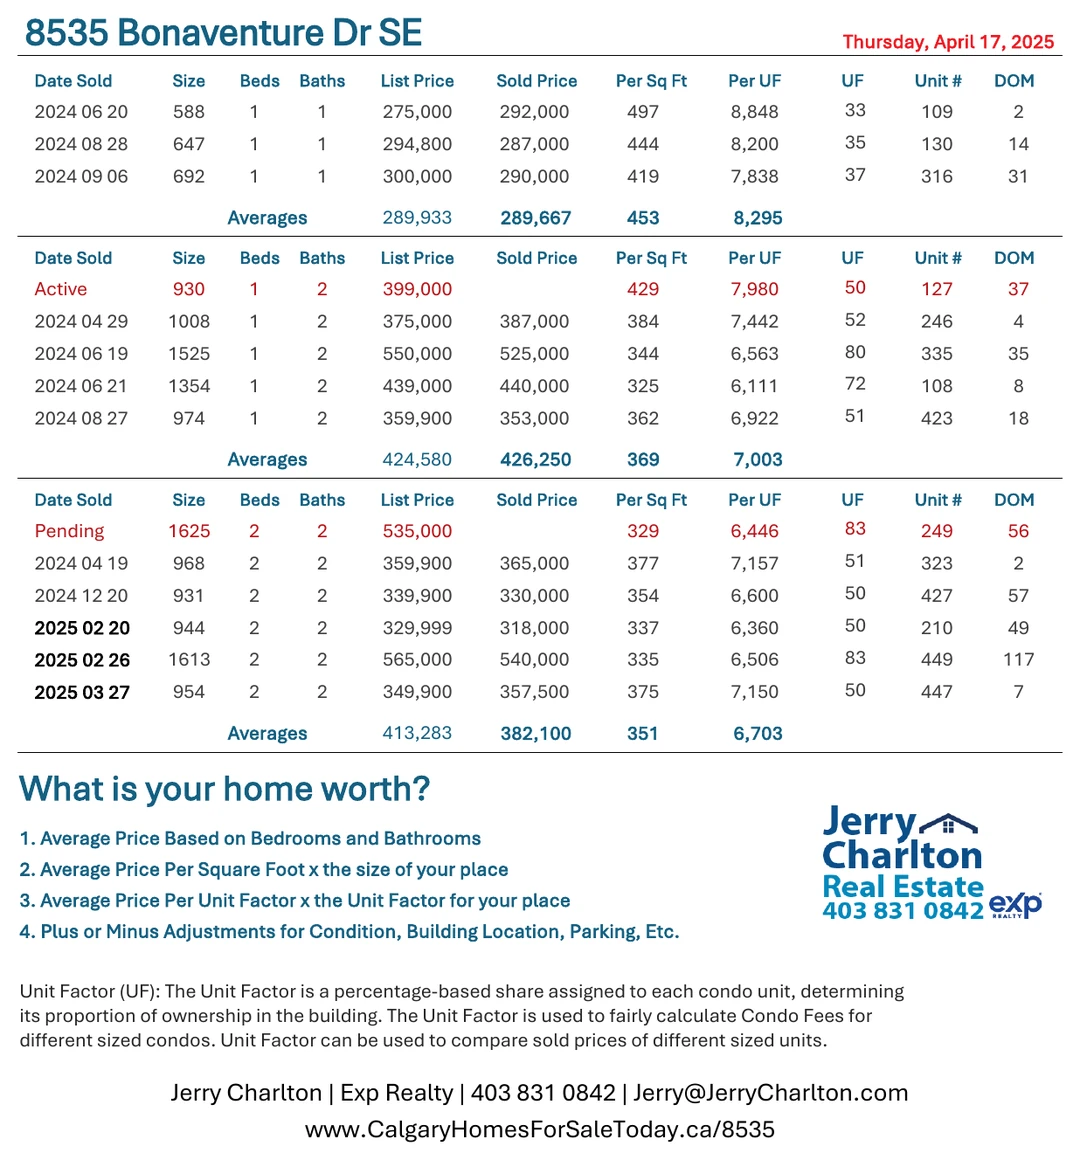 8535 Bonaventure Dr SE
Thursday, April 17, 2025
Date Sold Size Beds Baths List Price Sold Price Per Sq Ft Per UF UF Unit # DOM
2024 06 20 588 1 1 275,000 292,000 497 8,848 33 109 2
2024 08 28 647 1 1 294,800 287,000 444 8,200 35 130 14
2024 09 06 692 1 1 300,000 290,000 419 7,838 37 316 31
Averages 289,933 289,667 453 8,295
Date Sold Size Beds Baths List Price Sold Price Per Sq Ft Per UF UF Unit # DOM
Active 930 1 2 399,000 429 7,980 50 127 37
2024 04 29 1008 1 2 375,000 387,000 384 7,442 52 246 4
2024 06 19 1525 1 2 550,000 525,000 344 6,563 80 335 35
2024 06 21 1354 1 2 439,000 440,000 325 6,111 72 108 8
2024 08 27 974 1 2 359,900 353,000 362 6,922 51 423 18
Averages 424,580 426,250 369 7,003
Date Sold Size Beds Baths List Price Sold Price Per Sq Ft Per UF UF Unit # DOM
Pending 1625 2 2 535,000 329 6,446 83 249 56
2024 04 19 968 2 2 359,900 365,000 377 7,157 51 323 2
2024 12 20 931 2 2 339,900 330,000 354 6,600 50 427 57
2025 02 20 944 2 2 329,999 318,000 337 6,360 50 210 49
2025 02 26 1613 2 2 565,000 540,000 335 6,506 83 449 117
2025 03 27 954 2 2 349,900 357,500 375 7,150 50 447 7
Averages 413,283 382,100 351 6,703
What is your home worth?
1. Average Price Based on Bedrooms and Bathrooms
2. Average Price Per Square Foot x the size of your place
3. Average Price Per Unit Factor x the Unit Factor for your place
4. Plus or Minus Adjustments for Condition, Building Location, Parking, Etc.
Jerry
Charlton
Real Estate
403 831 0842
exp
REALTY
Unit Factor (UF): The Unit Factor is a percentage-based share assigned to each condo unit, determining
its proportion of ownership in the building. The Unit Factor is used to fairly calculate Condo Fees for
different sized condos. Unit Factor can be used to compare sold prices of different sized units.
Jerry Charlton | Exp Realty | 403 831 0842 | Jerry@JerryCharlton.com
www.CalgaryHomesForSaleToday.ca/8535